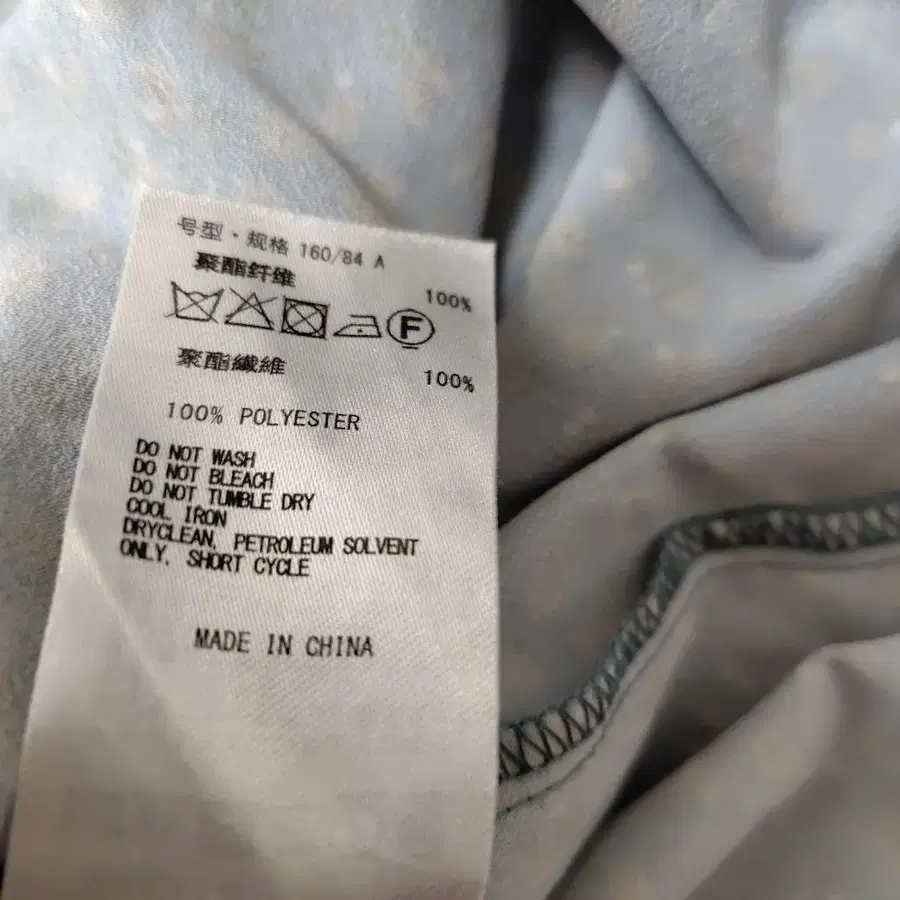 号型·规格 160/84 A
聚酯纤维 100%
F
聚酯纖維 100%
100% POLYESTER
DO NOT WASH
DO NOT BLEACH
DO NOT TUMBLE DRY
COOL IRON
DRYCLEAN, PETROLEUM SOLVENT
ONLY, SHORT CYCLE
MADE IN CHINA